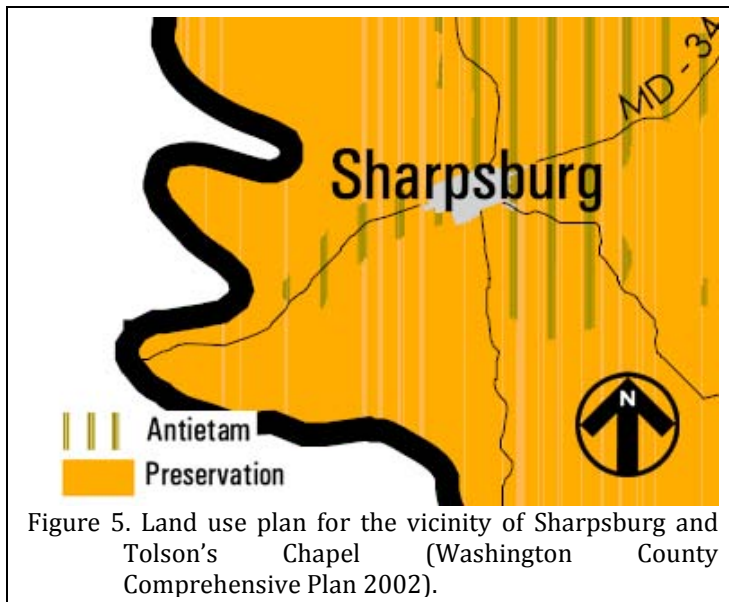 MD - 34
Sharpsburg
N
Antietam
Preservation
Figure 5. Land use plan for the vicinity of Sharpsburg and
Tolson’s Chapel (Washington County
Comprehensive Plan 2002).